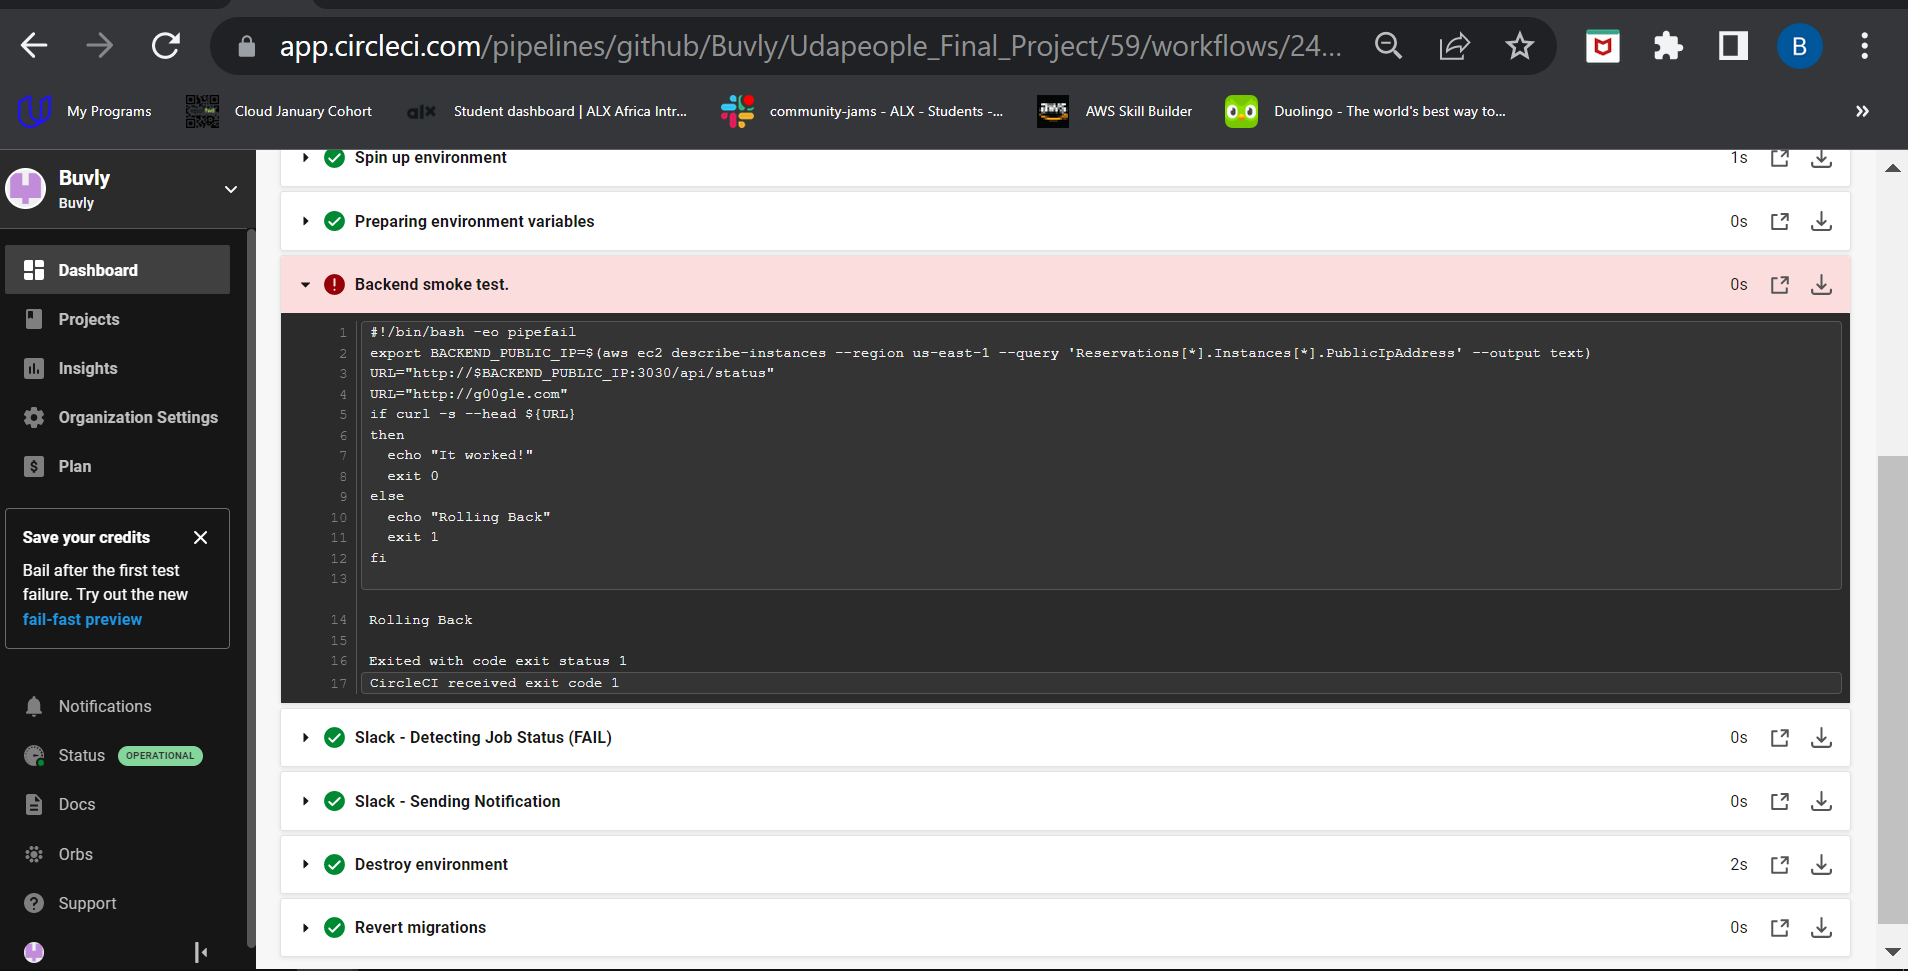 app.circleci.com/pipelines/github/Buvly/Udapeople_Final_Project/59/workflows/24...
B
My Programs
Cloud January Cohort
alx
Student dashboard | ALX Africa Intr...
community-jams - ALX - Students -...
aws
AWS Skill Builder
Duolingo - The world's best way to...
»
Buvly
Buvly
Dashboard
Projects
Insights
Organization Settings
Plan
Save your credits
Bail after the first test
failure. Try out the new
fail-fast preview
Notifications
Status OPERATIONAL
Docs
Orbs
Support
Spin up environment 1s
Preparing environment variables 0s
Backend smoke test. 0s
1 #!/bin/bash -eo pipefail
2 export BACKEND_PUBLIC_IP=$(aws ec2 describe-instances --region us-east-1 --query 'Reservations[*].Instances[*].PublicIpAddress' --output text)
3 URL="http://$BACKEND_PUBLIC_IP:3030/api/status"
4 URL="http://g00gle.com"
5 if curl -s --head ${URL}
6 then
7 echo "It worked!"
8 exit 0
9 else
10 echo "Rolling Back"
11 exit 1
12 fi
13
14 Rolling Back
15
16 Exited with code exit status 1
17 CircleCI received exit code 1
Slack - Detecting Job Status (FAIL) 0s
Slack - Sending Notification 0s
Destroy environment 2s
Revert migrations 0s